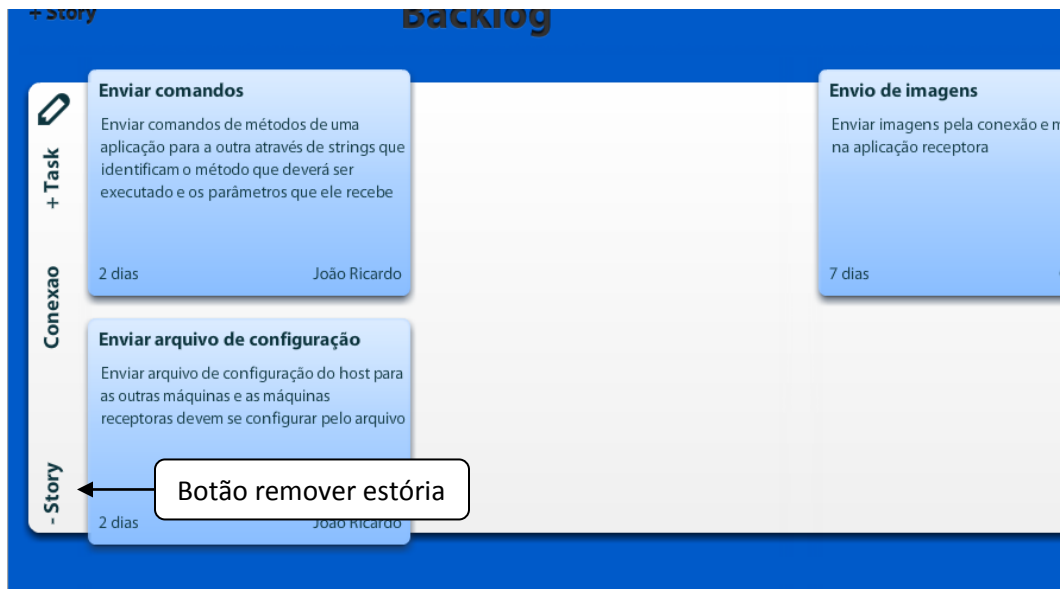 + Story
Backlog
+ Task
Conexao
- Story
Enviar comandos
Enviar comandos de métodos de uma
aplicação para a outra através de strings que
identificam o método que deverá ser
executado e os parâmetros que ele recebe
2 dias
João Ricardo
Enviar arquivo de configuração
Enviar arquivo de configuração do host para
as outras máquinas e as máquinas
receptoras devem se configurar pelo arquivo
Botão remover estória
2 dias
João Ricardo
Envio de imagens
Enviar imagens pela conexão e
na aplicação receptora
7 dias